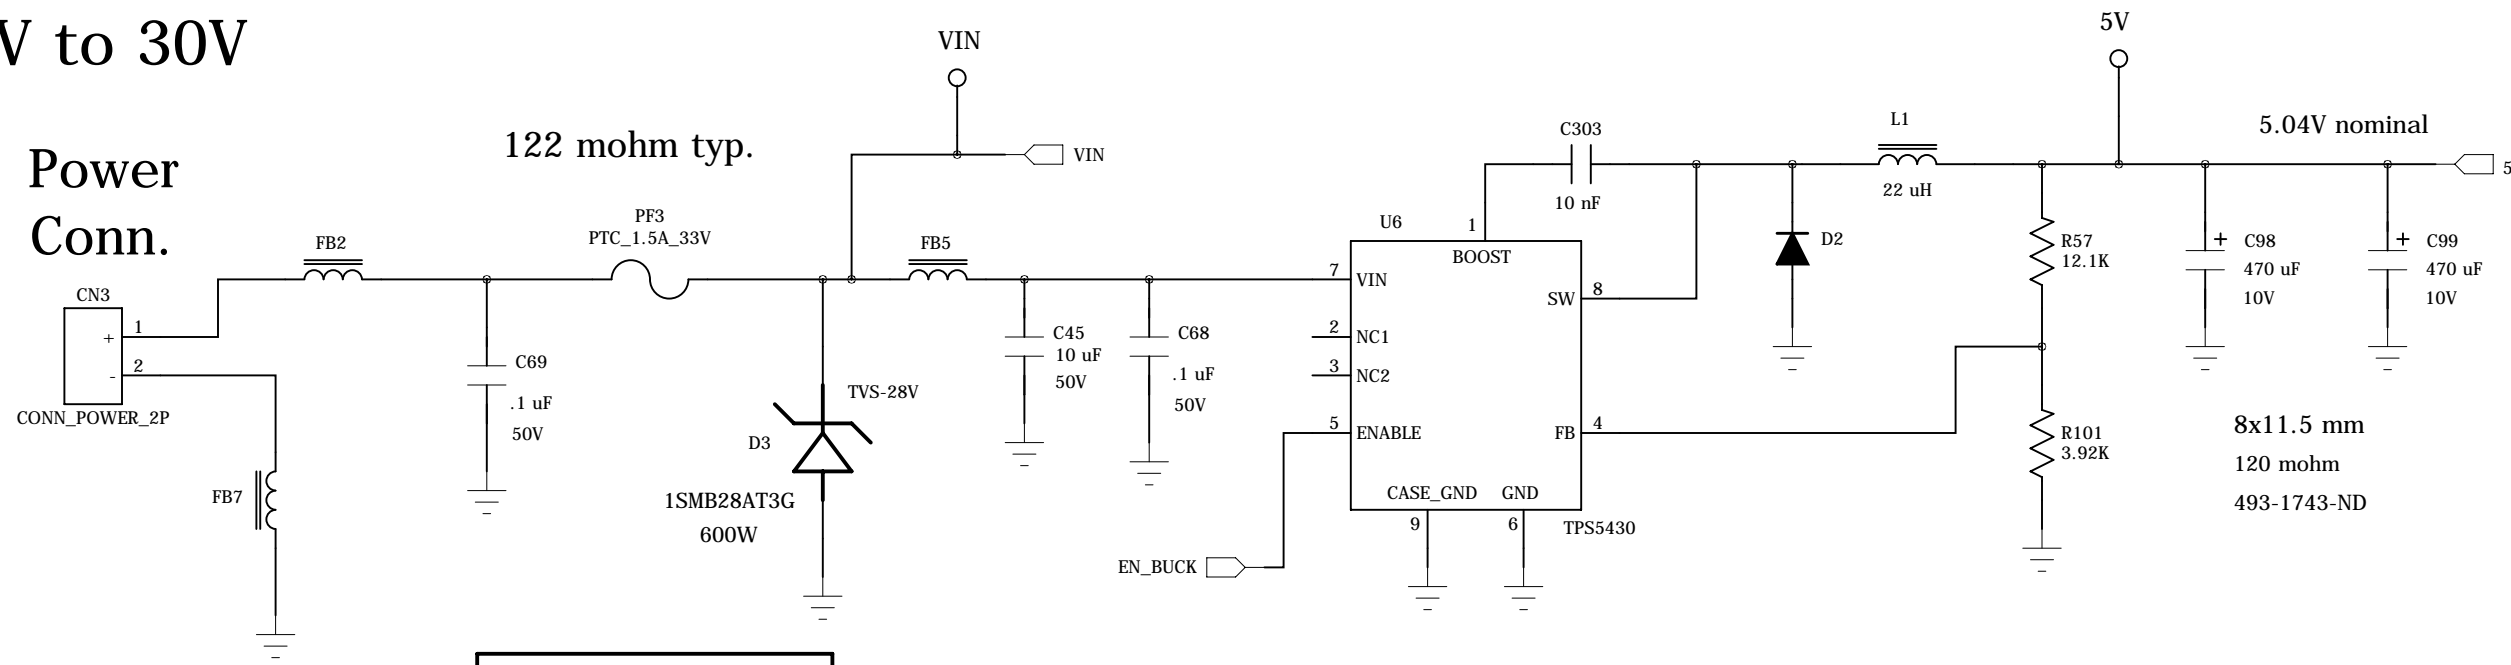 V to 30V
Power
Conn.
122 mohm typ.
VIN
VIN
5V
5.04V nominal
5
CN3
1
+
2
-
CONN_POWER_2P
FB2
FB7
C69
.1 uF
50V
PF3
PTC_1.5A_33V
TVS-28V
D3
1SMB28AT3G
600W
FB5
C45
10 uF
50V
C68
.1 uF
50V
U6
1
BOOST
7
VIN
SW
8
2
NC1
3
NC2
5
ENABLE
FB
4
CASE_GND
GND
9
6
TPS5430
EN_BUCK
C303
10 nF
D2
L1
22 uH
R57
12.1K
R101
3.92K
+
C98
470 uF
10V
+
C99
470 uF
10V
8x11.5 mm
120 mohm
493-1743-ND